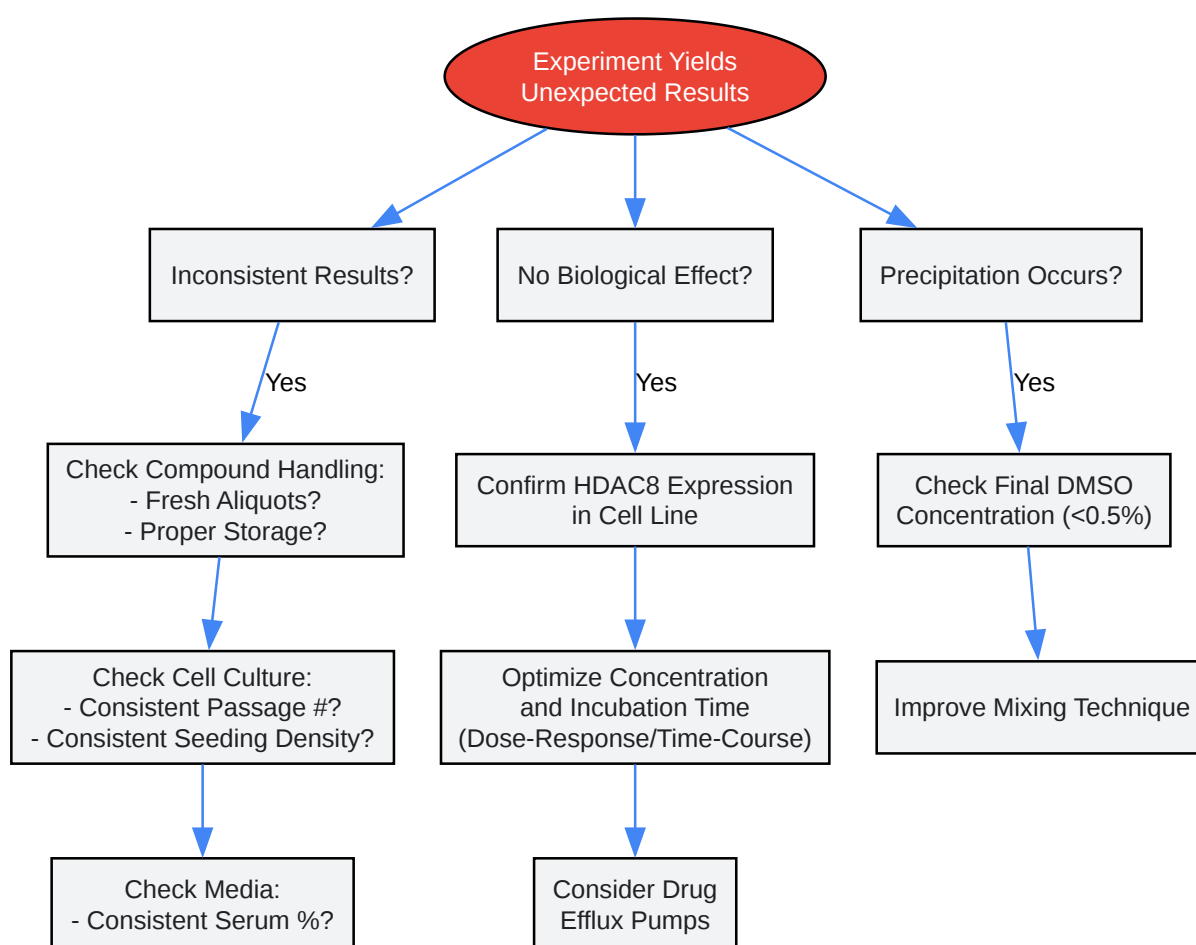 Experiment Yields
Unexpected Results
Inconsistent Results?
No Biological Effect?
Precipitation Occurs?
Yes
Yes
Yes
Check Compound Handling:
- Fresh Aliquots?
- Proper Storage?
Confirm HDAC8 Expression
in Cell Line
Check Final DMSO
Concentration (<0.5%)
Check Cell Culture:
- Consistent Passage #?
- Consistent Seeding Density?
Optimize Concentration
and Incubation Time
(Dose-Response/Time-Course)
Improve Mixing Technique
Check Media:
- Consistent Serum %?
Consider Drug
Efflux Pumps